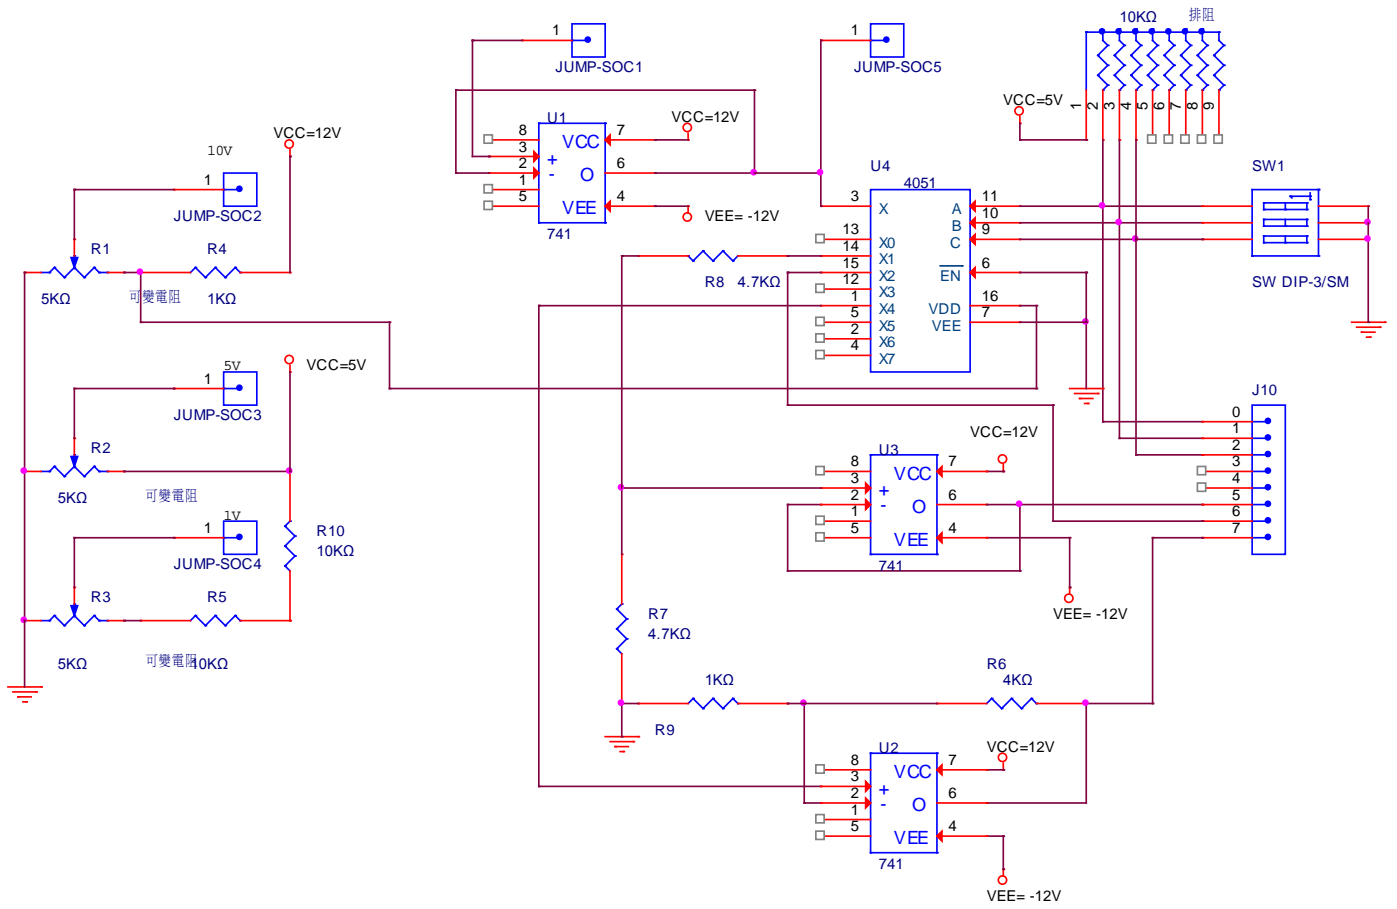 1
JUMP-SOC1
1
JUMP-SOC5
10KΩ 排阻
VCC=5V
1 2 3 4 5 6 7 8 9
VCC=12V
10V
1
JUMP-SOC2
R1
5KΩ
可變電阻
R4
1KΩ
U1
8
3
2
1
5
VCC
+
-
O
VEE
7
6
4
741
VCC=12V
VEE= -12V
U4
4051
3 X
13 X0
14 X1
15 X2
12 X3
1 X4
5 X5
2 X6
4 X7
A 11
B 10
C 9
EN 6
VDD 16
VEE 7
SW1
1
SW DIP-3/SM
R8 4.7KΩ
5V
1
JUMP-SOC3
VCC=5V
R2
5KΩ
可變電阻
1V
1
JUMP-SOC4
R10
10KΩ
R3
5KΩ
可變電阻
R5
10KΩ
J10
0
1
2
3
4
5
6
7
U3
8
3
2
1
5
VCC
+
-
O
VEE
7
6
4
741
VCC=12V
VEE= -12V
R7
4.7KΩ
1KΩ
R9
R6
4KΩ
U2
8
3
2
1
5
VCC
+
-
O
VEE
7
6
4
741
VCC=12V
VEE= -12V